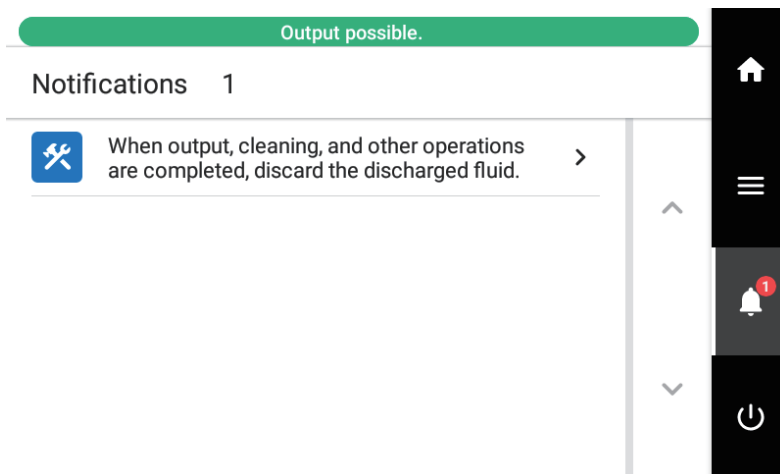 Output possible.
Notifications 1
When output, cleaning, and other operations
are completed, discard the discharged fluid.
1